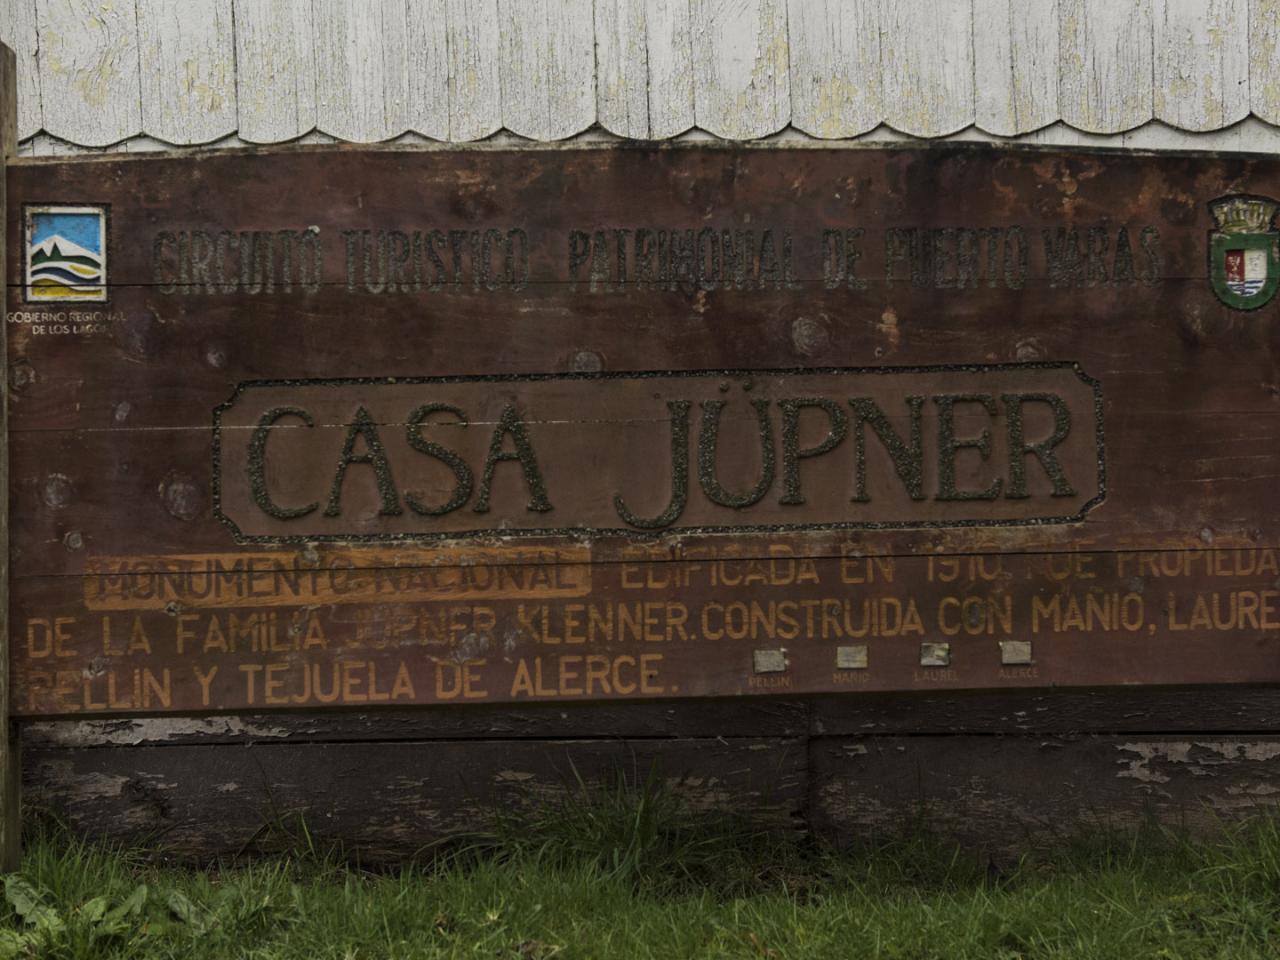 CIRCUITO TURISTICO PATRIMONIAL DE PUERTO VARAS
GOBIERNO REGIONAL
DE LOS LAGOS
CASA JÜPNER
MONUMENTO NACIONAL EDIFICADA EN 1910. FUE PROPIEDA
DE LA FAMILIA JÜPNER KLENNER. CONSTRUIDA CON MAÑIO, LAURE
PELLIN Y TEJUELA DE ALERCE.
PELLIN MAÑIO LAUREL ALERCE